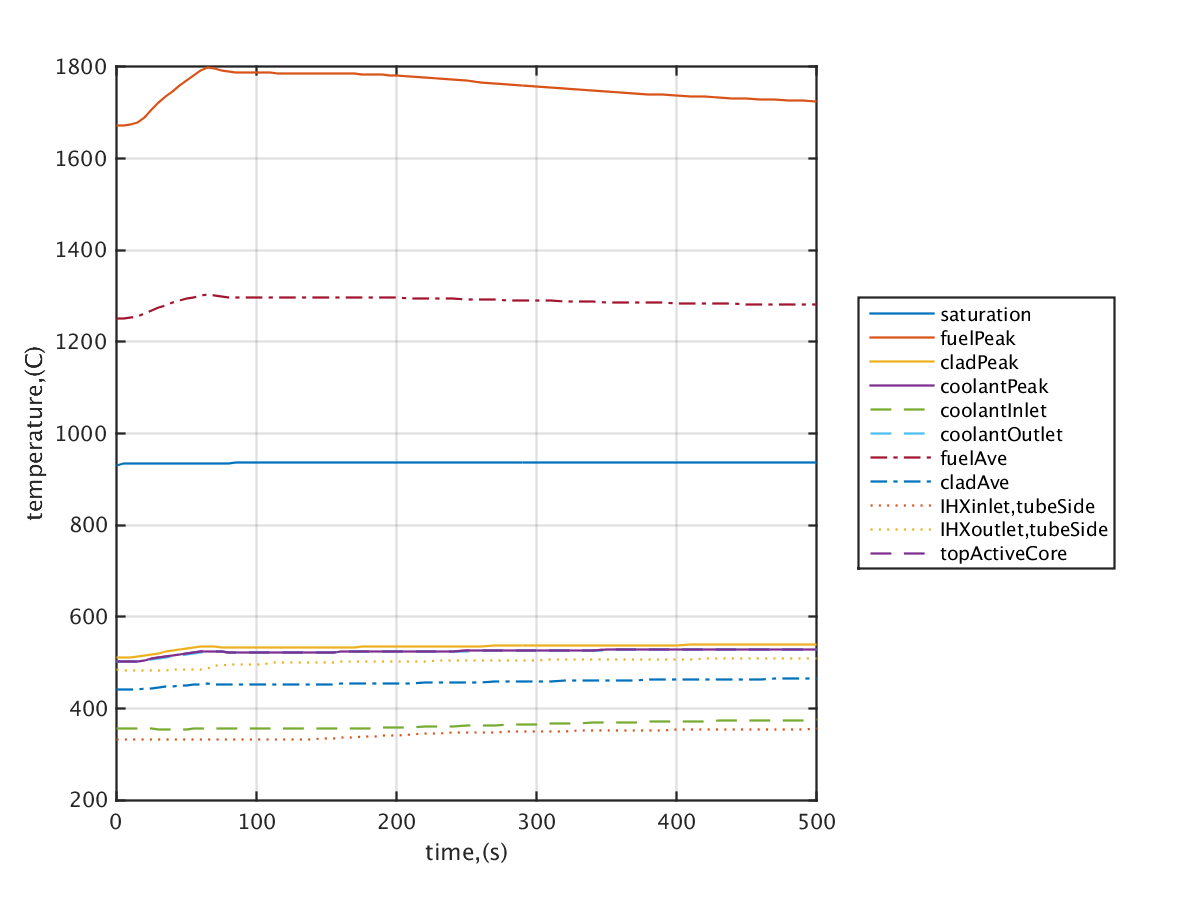 1800
1600
1400
1200
1000
800
600
400
200
0
100
200
300
400
500
temperature,(C)
time,(s)
saturation
fuelPeak
cladPeak
coolantPeak
coolantInlet
coolantOutlet
fuelAve
cladAve
IHXinlet,tubeSide
IHXoutlet,tubeSide
topActiveCore